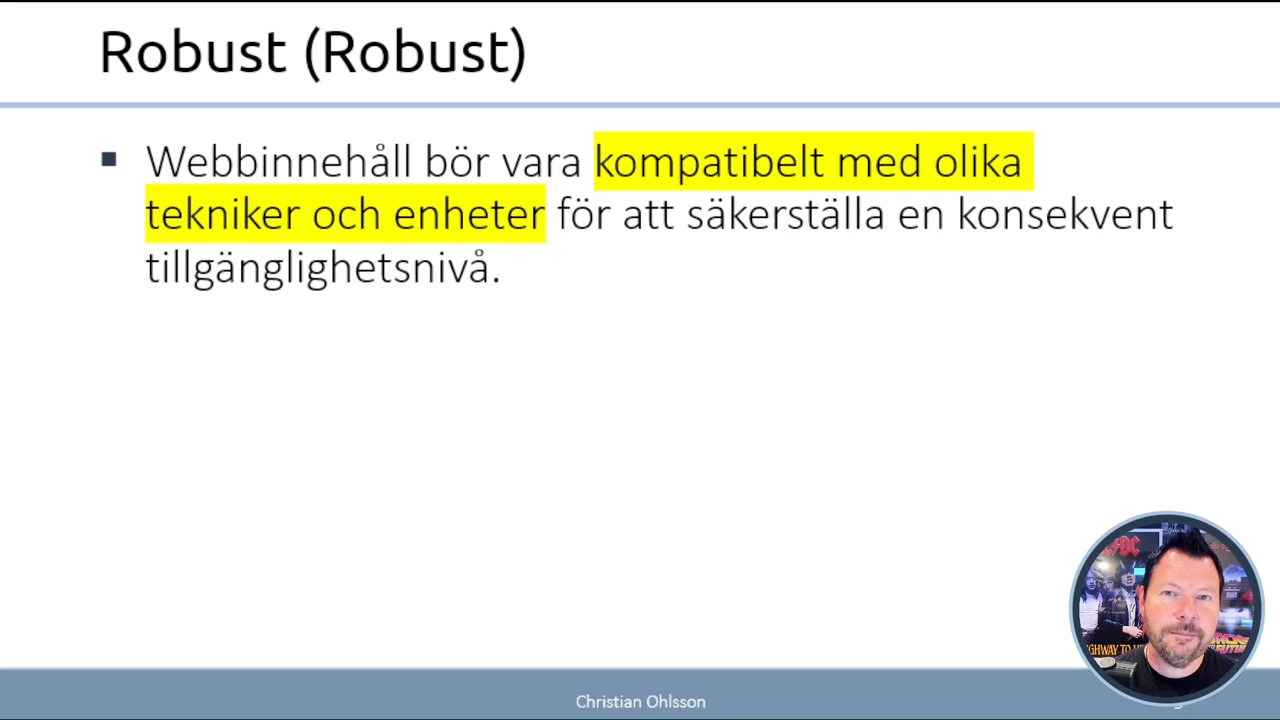 Robust (Robust)
Webbinnehåll bör vara kompatibelt med olika
tekniker och enheter för att säkerställa en konsekvent
tillgänglighetsnivå.
Christian Ohlsson